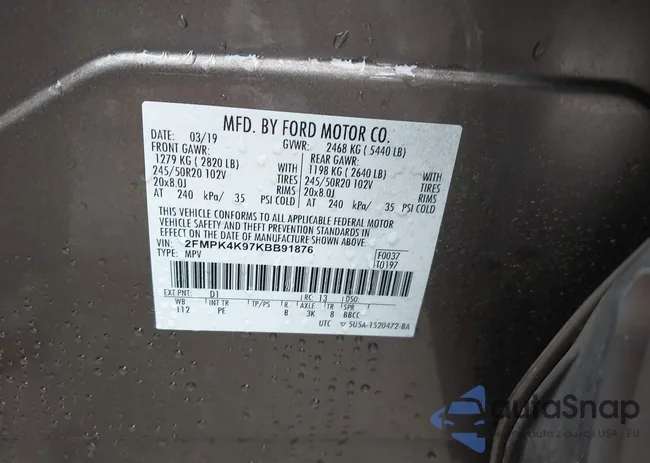 MFD. BY FORD MOTOR CO.
DATE: 03/19 GVWR: 2468 KG ( 5440 LB)
FRONT GAWR: REAR GAWR:
1279 KG ( 2820 LB) WITH 1198 KG ( 2640 LB) WITH
245/50R20 102V TIRES 245/50R20 102V TIRES
20x8.0J RIMS 20x8.0J RIMS
AT 240 kPa/ 35 PSI COLD AT 240 kPa/ 35 PSI COLD
THIS VEHICLE CONFORMS TO ALL APPLICABLE FEDERAL MOTOR
VEHICLE SAFETY AND THEFT PREVENTION STANDARDS IN
EFFECT ON THE DATE OF MANUFACTURE SHOWN ABOVE.
VIN: 2FMPK4K97KBB91876 F0037
TYPE: MPV T0197
EXT PNT: D1 RC: 13 DSO:
WB INT TR TP/PS R AXLE TR SPR
112 PE B 3K 8 BBCC
UTC ▽ 5U5A-1520472-BA
autoSnap
USA EU